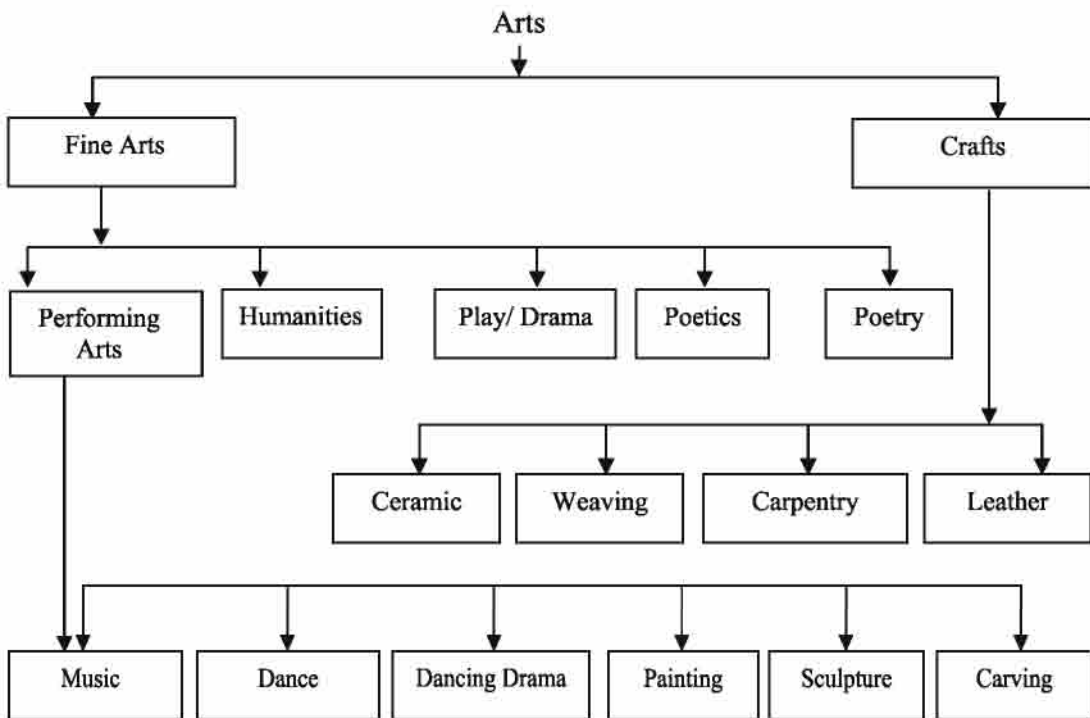 Arts
Fine Arts
Crafts
Performing
Arts
Humanities
Play/ Drama
Poetics
Poetry
Ceramic
Weaving
Carpentry
Leather
Music
Dance
Dancing Drama
Painting
Sculpture
Carving